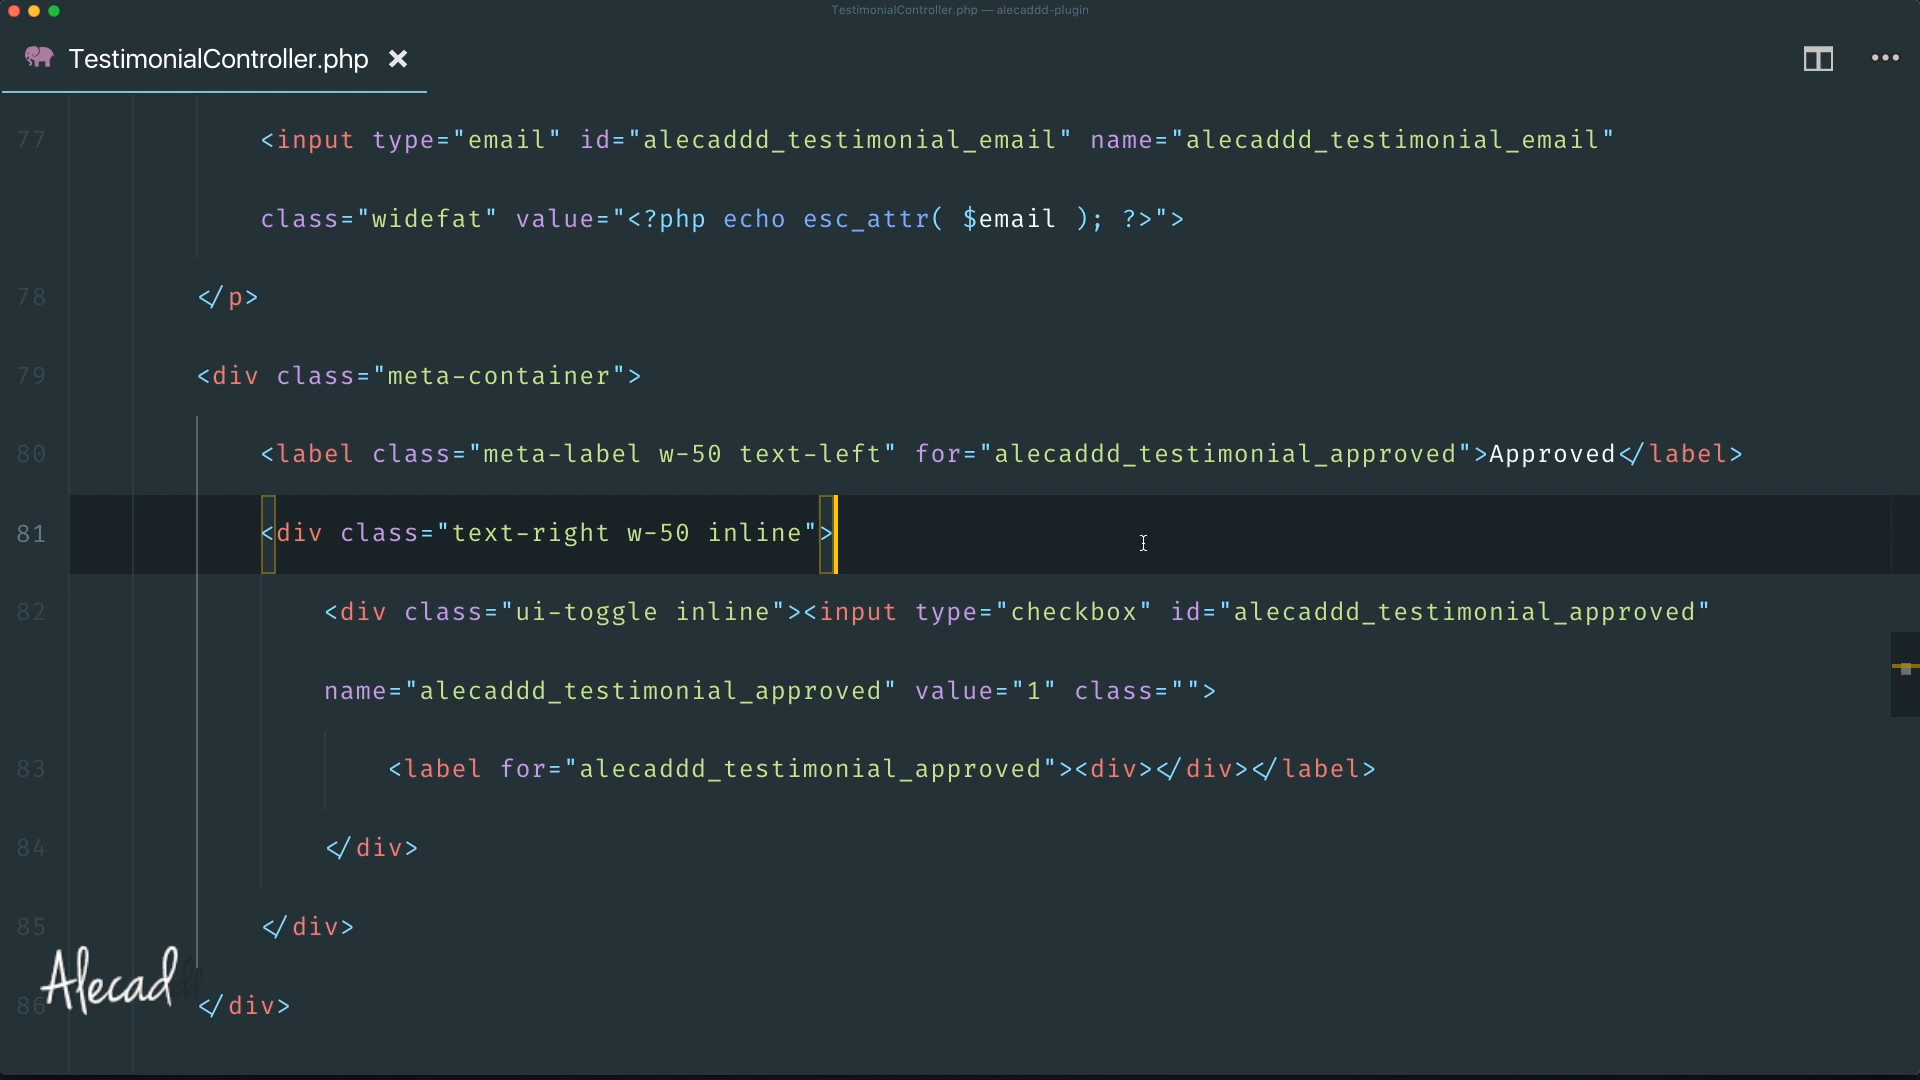 TestimonialController.php — alecaddd-plugin
TestimonialController.php
77 <input type="email" id="alecaddd_testimonial_email" name="alecaddd_testimonial_email"
class="widefat" value="<?php echo esc_attr( $email ); ?>">
78 </p>
79 <div class="meta-container">
80 <label class="meta-label w-50 text-left" for="alecaddd_testimonial_approved">Approved</label>
81 <div class="text-right w-50 inline">
82 <div class="ui-toggle inline"><input type="checkbox" id="alecaddd_testimonial_approved"
name="alecaddd_testimonial_approved" value="1" class="">
83 <label for="alecaddd_testimonial_approved"><div></div></label>
84 </div>
85 </div>
Alecad
86 </div>